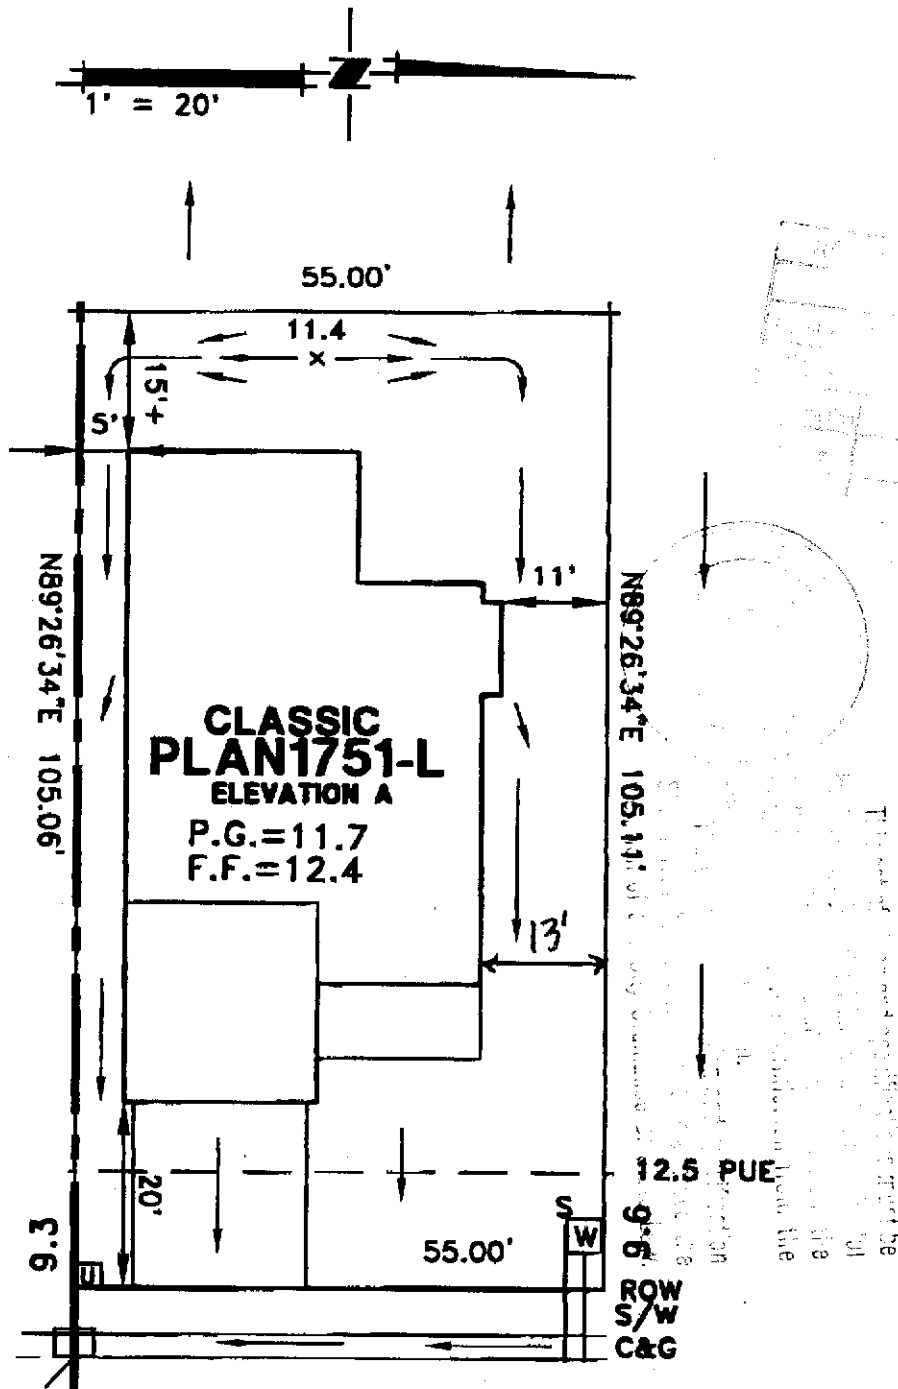 1' = 20'
55.00'
11.4
x
15'+
5'
11'
N89°26'34"E 105.06'
N89°26'34"E 105.11'
CLASSIC
PLAN1751-L
ELEVATION A
P.G.=11.7
F.F.=12.4
13'
12.5 PUE
20'
S
W
9.3
9.6
55.00'
U
ROW
S/W
C&G